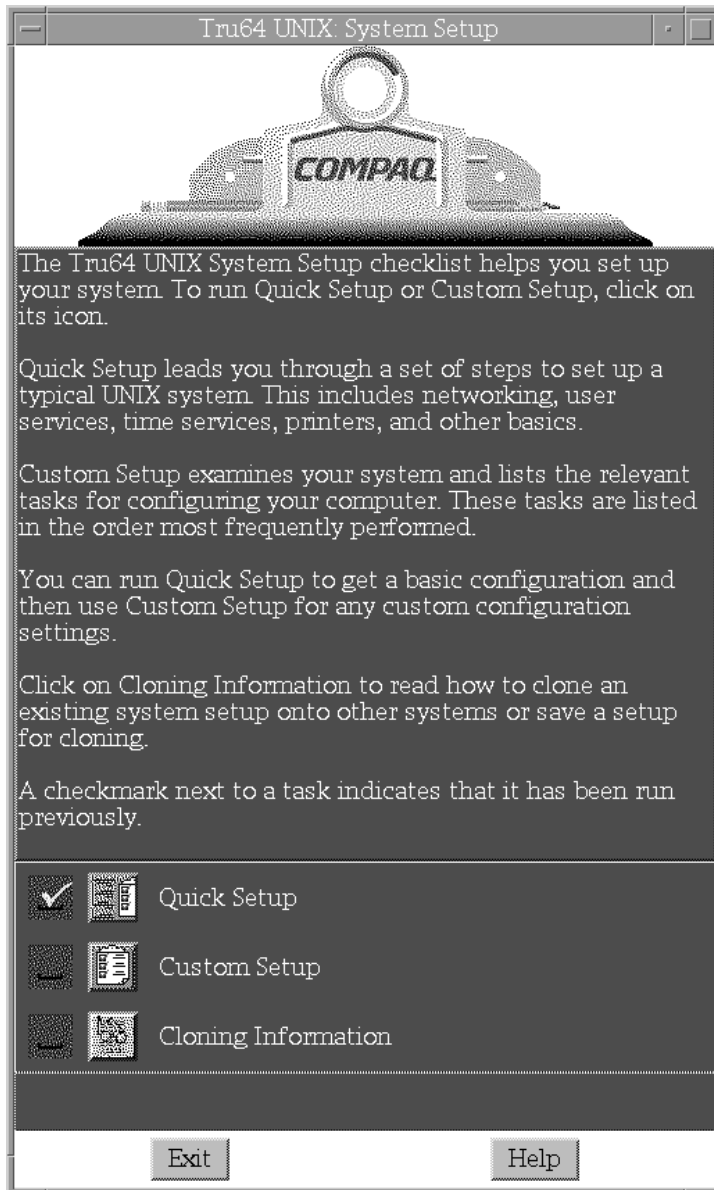 Tru64 UNIX: System Setup
COMPAQ
The Tru64 UNIX System Setup checklist helps you set up
your system. To run Quick Setup or Custom Setup, click on
its icon.
Quick Setup leads you through a set of steps to set up a
typical UNIX system. This includes networking, user
services, time services, printers, and other basics.
Custom Setup examines your system and lists the relevant
tasks for configuring your computer. These tasks are listed
in the order most frequently performed.
You can run Quick Setup to get a basic configuration and
then use Custom Setup for any custom configuration
settings.
Click on Cloning Information to read how to clone an
existing system setup onto other systems or save a setup
for cloning.
A checkmark next to a task indicates that it has been run
previously.
Quick Setup
Custom Setup
Cloning Information
Exit
Help